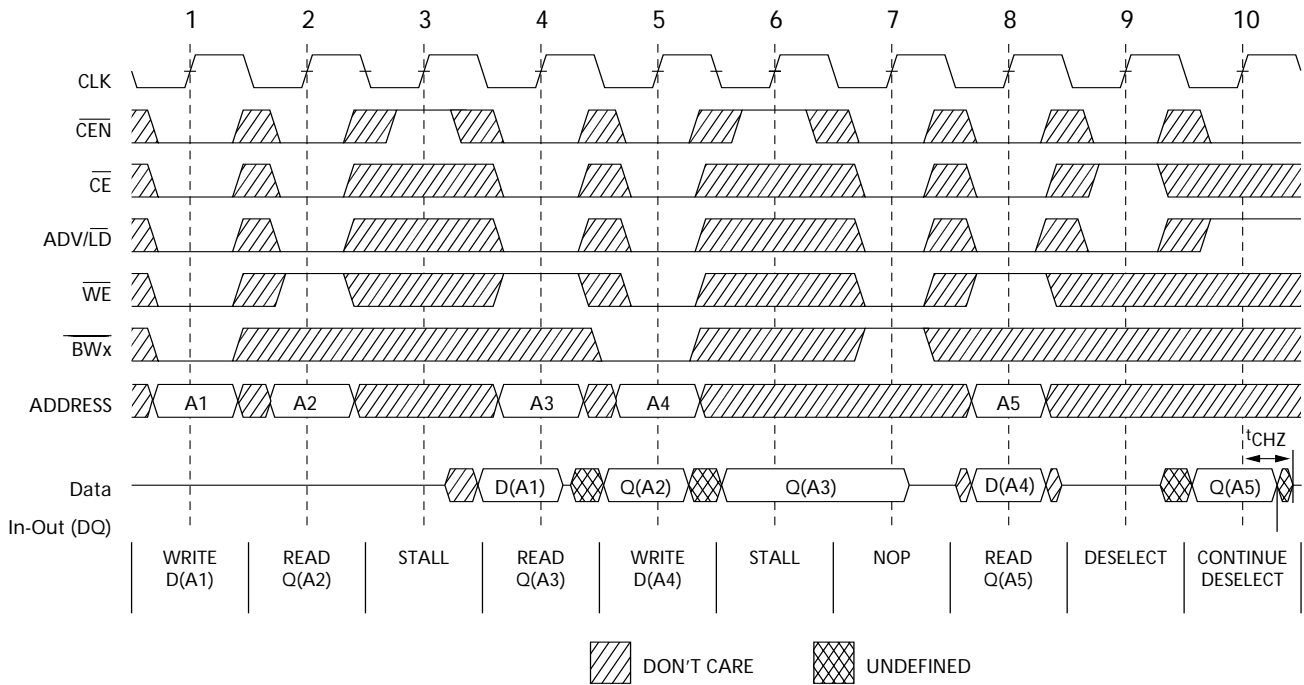 1 2 3 4 5 6 7 8 9 10
CLK
CEN
CE
ADV/LD
WE
BWx
ADDRESS A1 A2 A3 A4 A5
tCHZ
Data D(A1) Q(A2) Q(A3) D(A4) Q(A5)
In-Out (DQ)
WRITE READ STALL READ WRITE STALL NOP READ DESELECT CONTINUE
D(A1) Q(A2) Q(A3) D(A4) Q(A5) DESELECT
DON'T CARE UNDEFINED